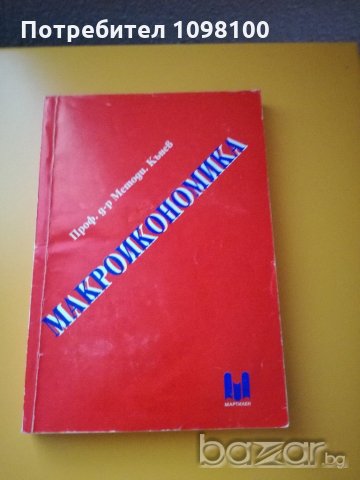 Потребител 1098100
Проф. д-р Методи Кънев
МАКРОИКОНОМИКА
МАРТИЛЕН
bazar.bg